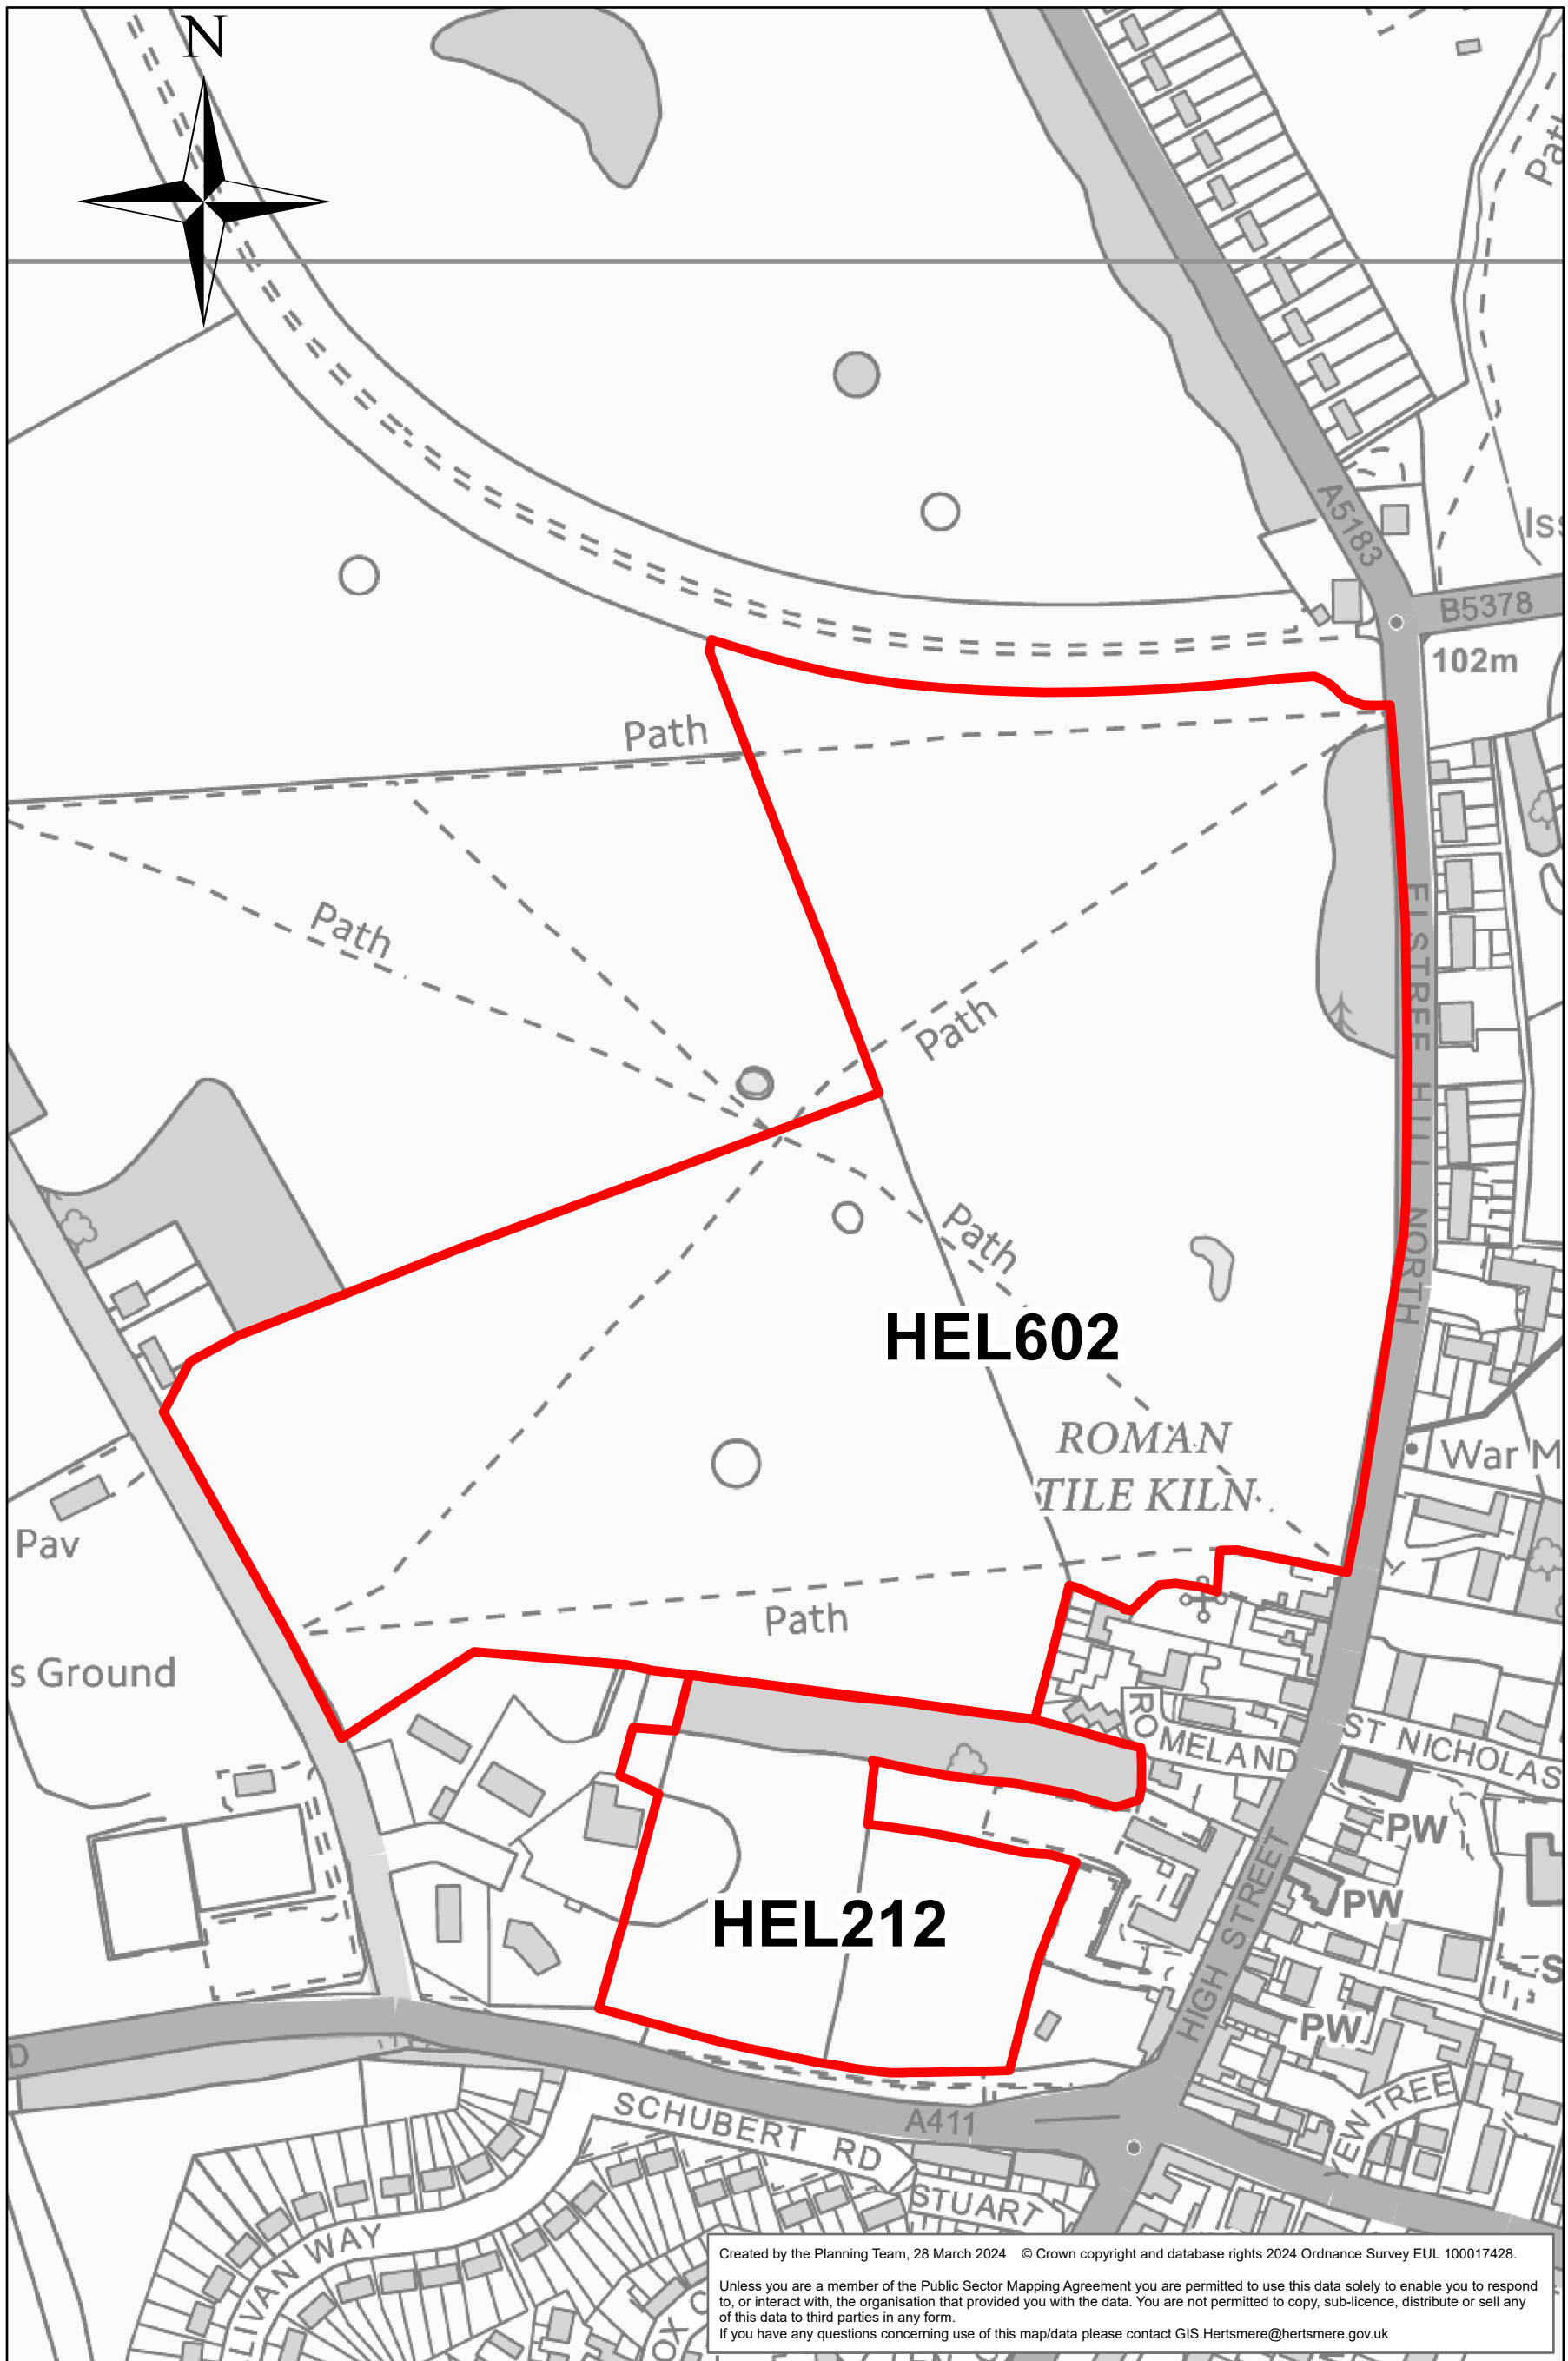 N
Path
A5183
Iss
B5378
102m
Path
Path
Path
ELSTREE HILL NORTH
Path
HEL602
ROMAN
TILE KILN
War M
Pav
Path
s Ground
ROMELAND
ST NICHOLAS
PW
HEL212
PW
HIGH STREET
S
PW
D
YEW TREE
SCHUBERT RD
A411
STUART
LIVAN WAY
OX C
Created by the Planning Team, 28 March 2024 © Crown copyright and database rights 2024 Ordnance Survey EUL 100017428.
Unless you are a member of the Public Sector Mapping Agreement you are permitted to use this data solely to enable you to respond
to, or interact with, the organisation that provided you with the data. You are not permitted to copy, sub-licence, distribute or sell any
of this data to third parties in any form.
If you have any questions concerning use of this map/data please contact GIS.Hertsmere@hertsmere.gov.uk